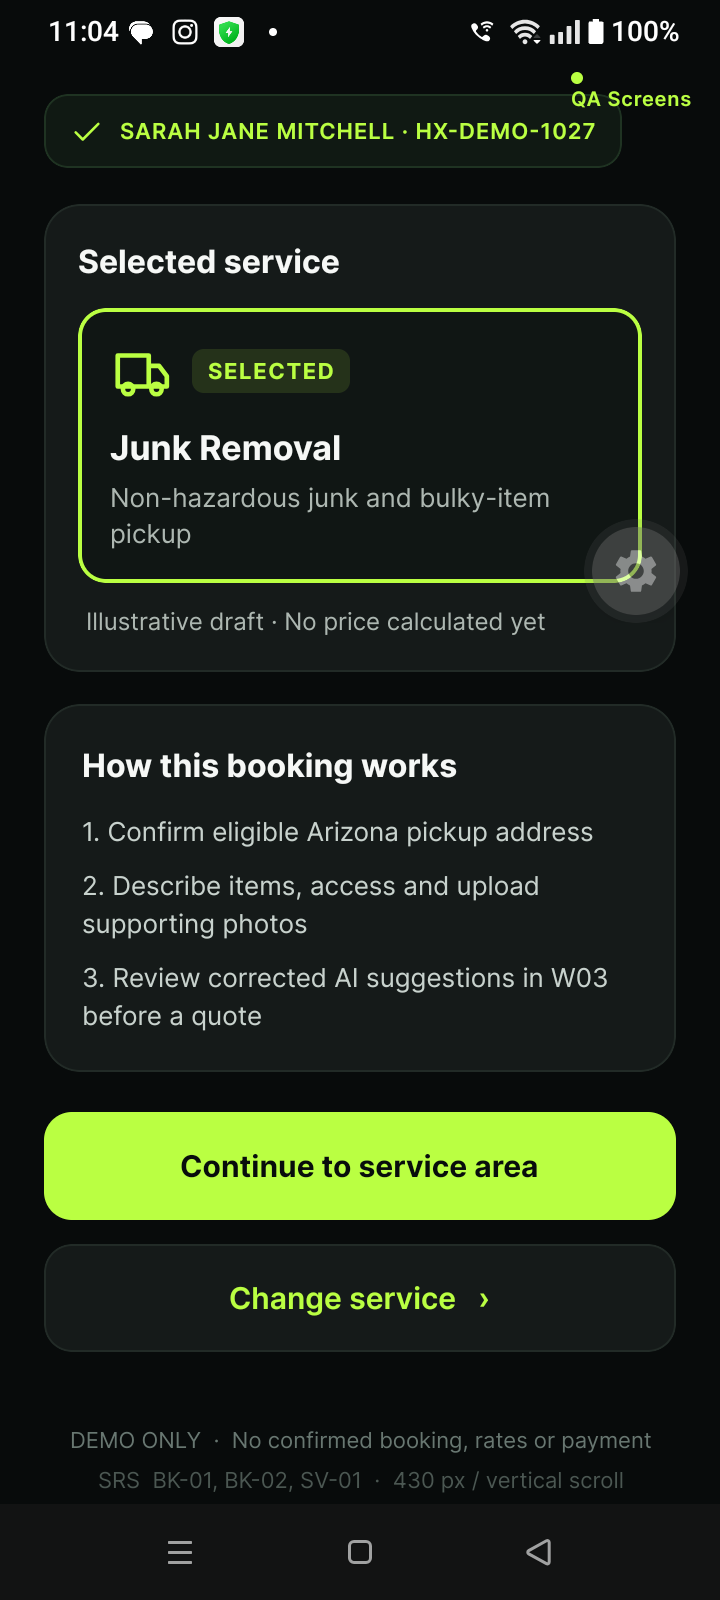 11:04
100%
QA Screens
SARAH JANE MITCHELL · HX-DEMO-1027
Selected service
SELECTED
Junk Removal
Non-hazardous junk and bulky-item
pickup
Illustrative draft · No price calculated yet
How this booking works
1. Confirm eligible Arizona pickup address
2. Describe items, access and upload
supporting photos
3. Review corrected AI suggestions in W03
before a quote
Continue to service area
Change service ›
DEMO ONLY · No confirmed booking, rates or payment
SRS BK-01, BK-02, SV-01 · 430 px / vertical scroll